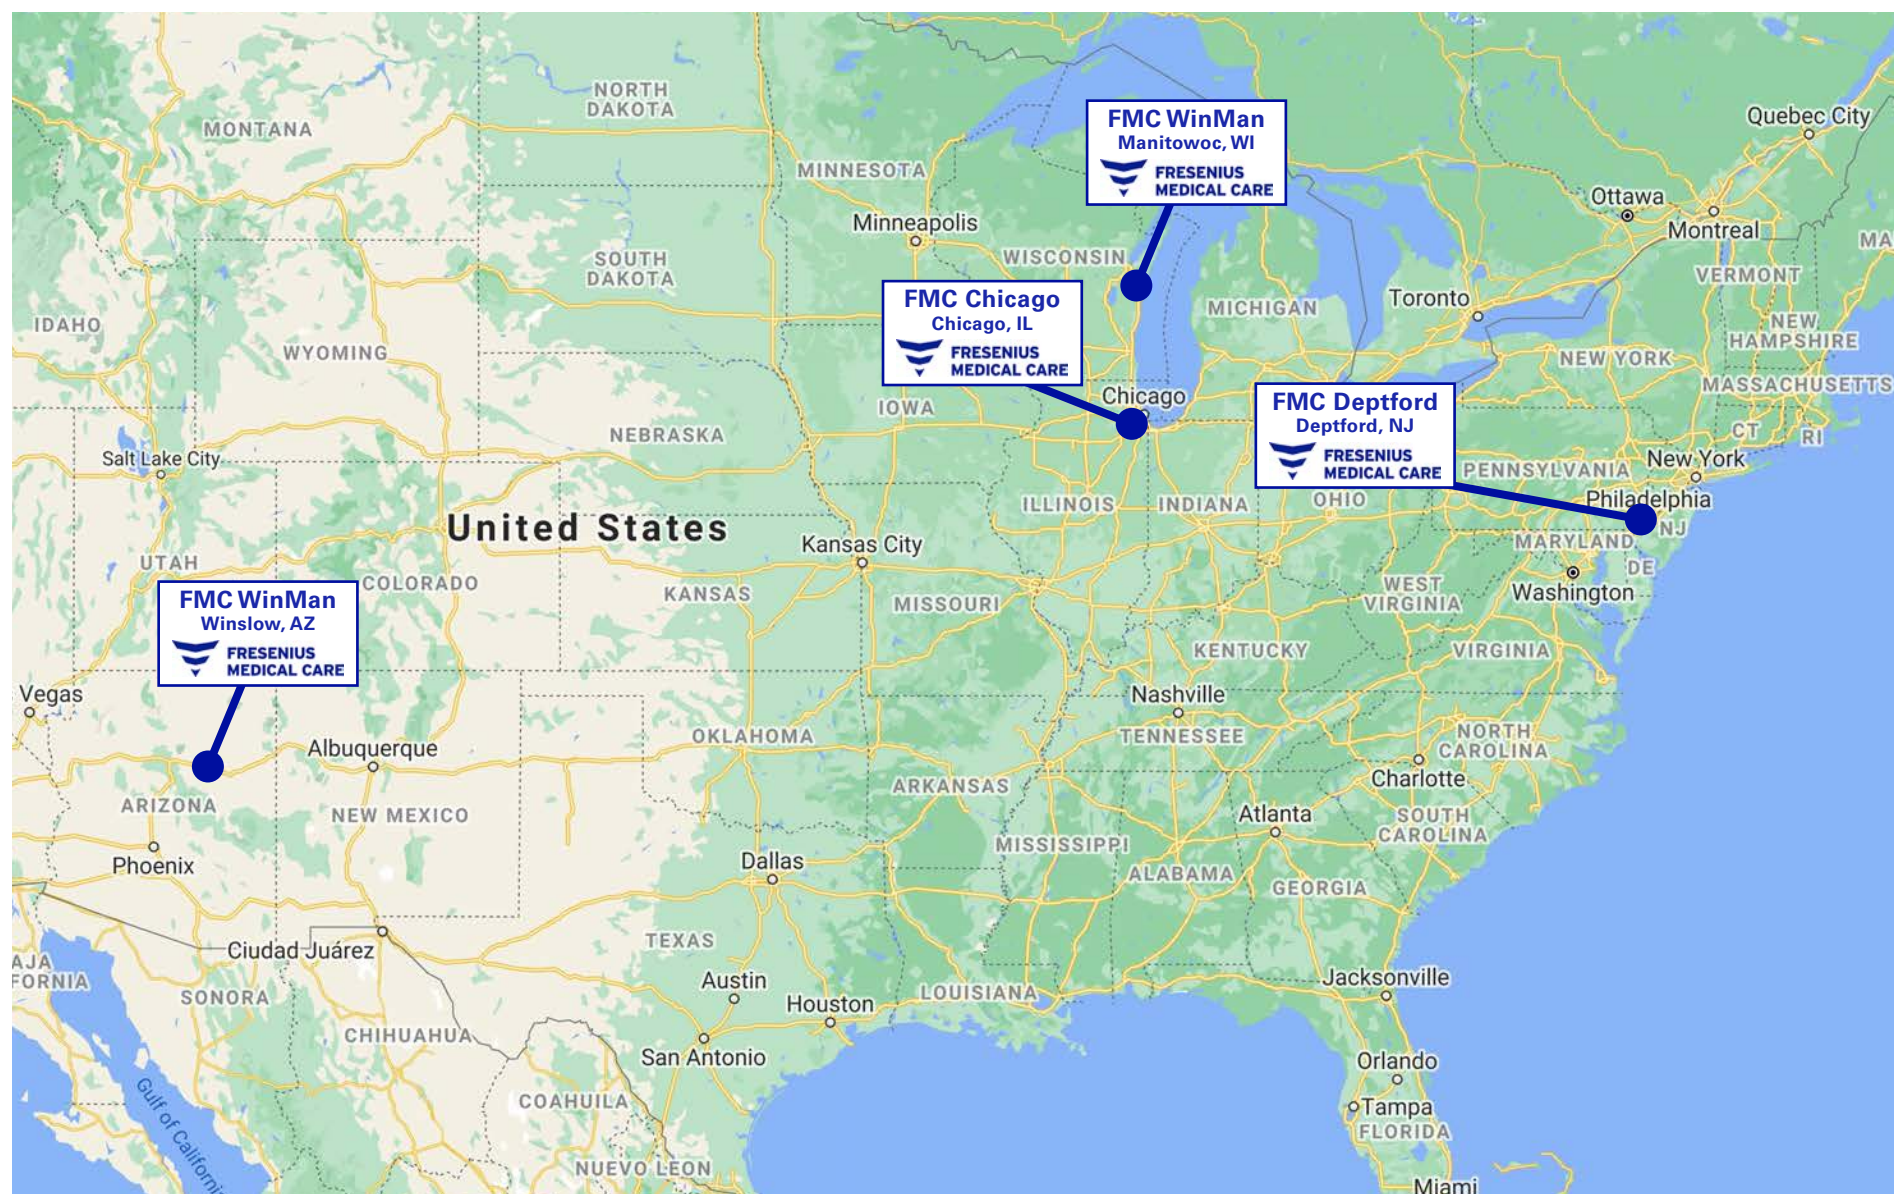 NORTH
DAKOTA
MONTANA
MINNESOTA
FMC WinMan
Manitowoc, WI
FRESENIUS
MEDICAL CARE
Quebec City
Ottawa
Montreal
Minneapolis
WISCONSIN
SOUTH
DAKOTA
MA
VERMONT
FMC Chicago
Chicago, IL
FRESENIUS
MEDICAL CARE
MICHIGAN
Toronto
IDAHO
WYOMING
NEW
HAMPSHIRE
NEW YORK
MASSACHUSETTS
IOWA
Chicago
FMC Deptford
Deptford, NJ
FRESENIUS
MEDICAL CARE
CT
RI
NEBRASKA
Salt Lake City
PENNSYLVANIA
New York
ILLINOIS
INDIANA
OHIO
Philadelphia
NJ
United States
Kansas City
MARYLAND
UTAH
COLORADO
KANSAS
MISSOURI
WEST
VIRGINIA
DE
Washington
FMC WinMan
Winslow, AZ
FRESENIUS
MEDICAL CARE
KENTUCKY
VIRGINIA
Vegas
Nashville
TENNESSEE
NORTH
CAROLINA
OKLAHOMA
Albuquerque
Charlotte
ARIZONA
NEW MEXICO
ARKANSAS
Atlanta
SOUTH
CAROLINA
Phoenix
Dallas
MISSISSIPPI
ALABAMA
GEORGIA
Ciudad Juárez
TEXAS
AJA
FORNIA
SONORA
Austin
Houston
LOUISIANA
Jacksonville
CHIHUAHUA
San Antonio
Orlando
COAHUILA
Tampa
FLORIDA
Gulf of Californi
NUEVO LEON
Miami